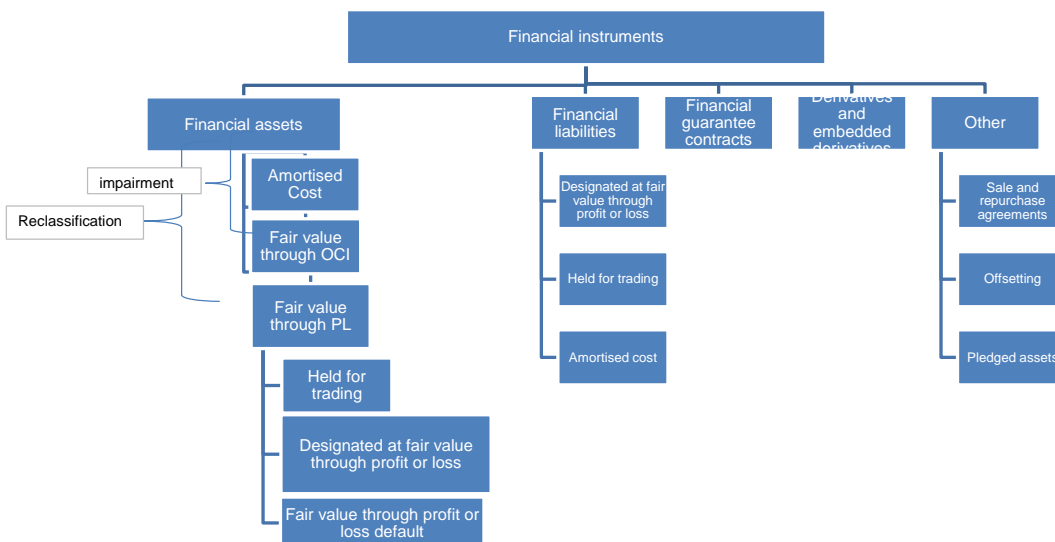 Financial instruments
Financial assets
impairment
Reclassification
Amortised
Cost
Fair value
through OCI
Fair value
through PL
Held for
trading
Designated at fair value
through profit or loss
Fair value through profit or
loss default
Financial
liabilities
Designated at fair
value through
profit or loss
Held for trading
Amortised cost
Financial
guarantee
contracts
Derivatives
and
embedded
derivatives
Other
Sale and
repurchase
agreements
Offsetting
Pledged assets